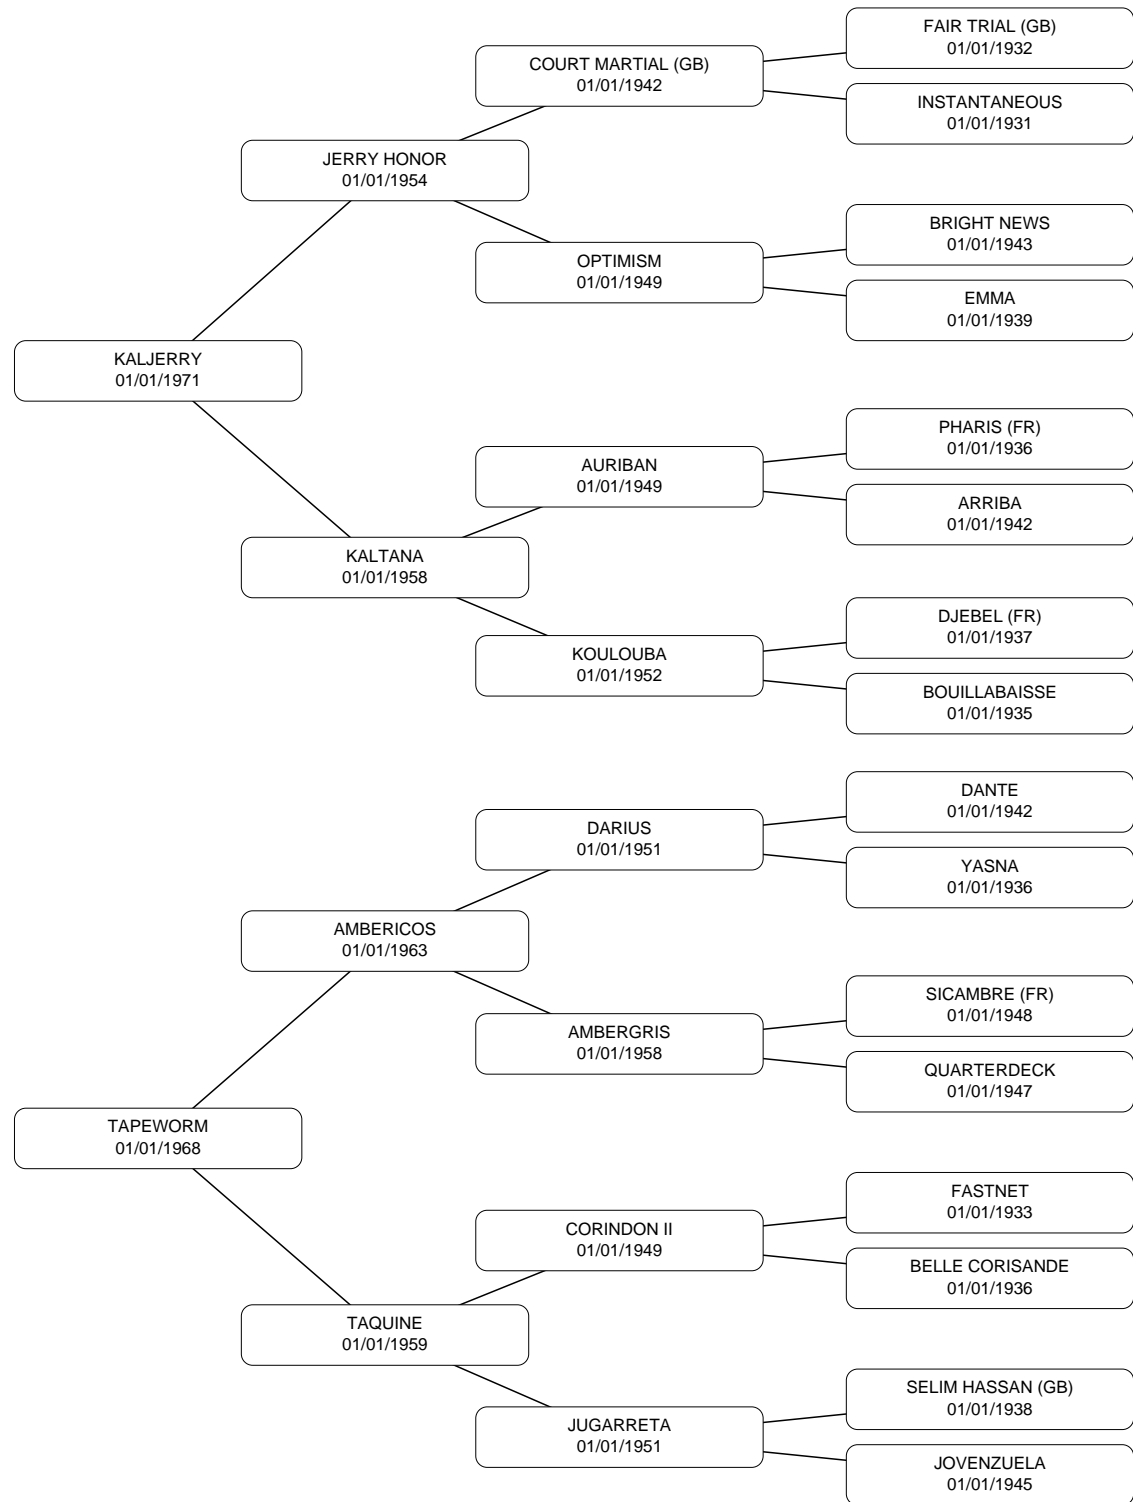 FAIR TRIAL (GB)
01/01/1932
COURT MARTIAL (GB)
01/01/1942
INSTANTANEOUS
01/01/1931
JERRY HONOR
01/01/1954
BRIGHT NEWS
01/01/1943
OPTIMISM
01/01/1949
EMMA
01/01/1939
KALJERRY
01/01/1971
PHARIS (FR)
01/01/1936
AURIBAN
01/01/1949
ARRIBA
01/01/1942
KALTANA
01/01/1958
DJEBEL (FR)
01/01/1937
KOULOUBA
01/01/1952
BOUILLABAISSE
01/01/1935
DANTE
01/01/1942
DARIUS
01/01/1951
YASNA
01/01/1936
AMBERICOS
01/01/1963
SICAMBRE (FR)
01/01/1948
AMBERGRIS
01/01/1958
QUARTERDECK
01/01/1947
TAPEWORM
01/01/1968
FASTNET
01/01/1933
CORINDON II
01/01/1949
BELLE CORISANDE
01/01/1936
TAQUINE
01/01/1959
SELIM HASSAN (GB)
01/01/1938
JUGARRETA
01/01/1951
JOVENZUELA
01/01/1945